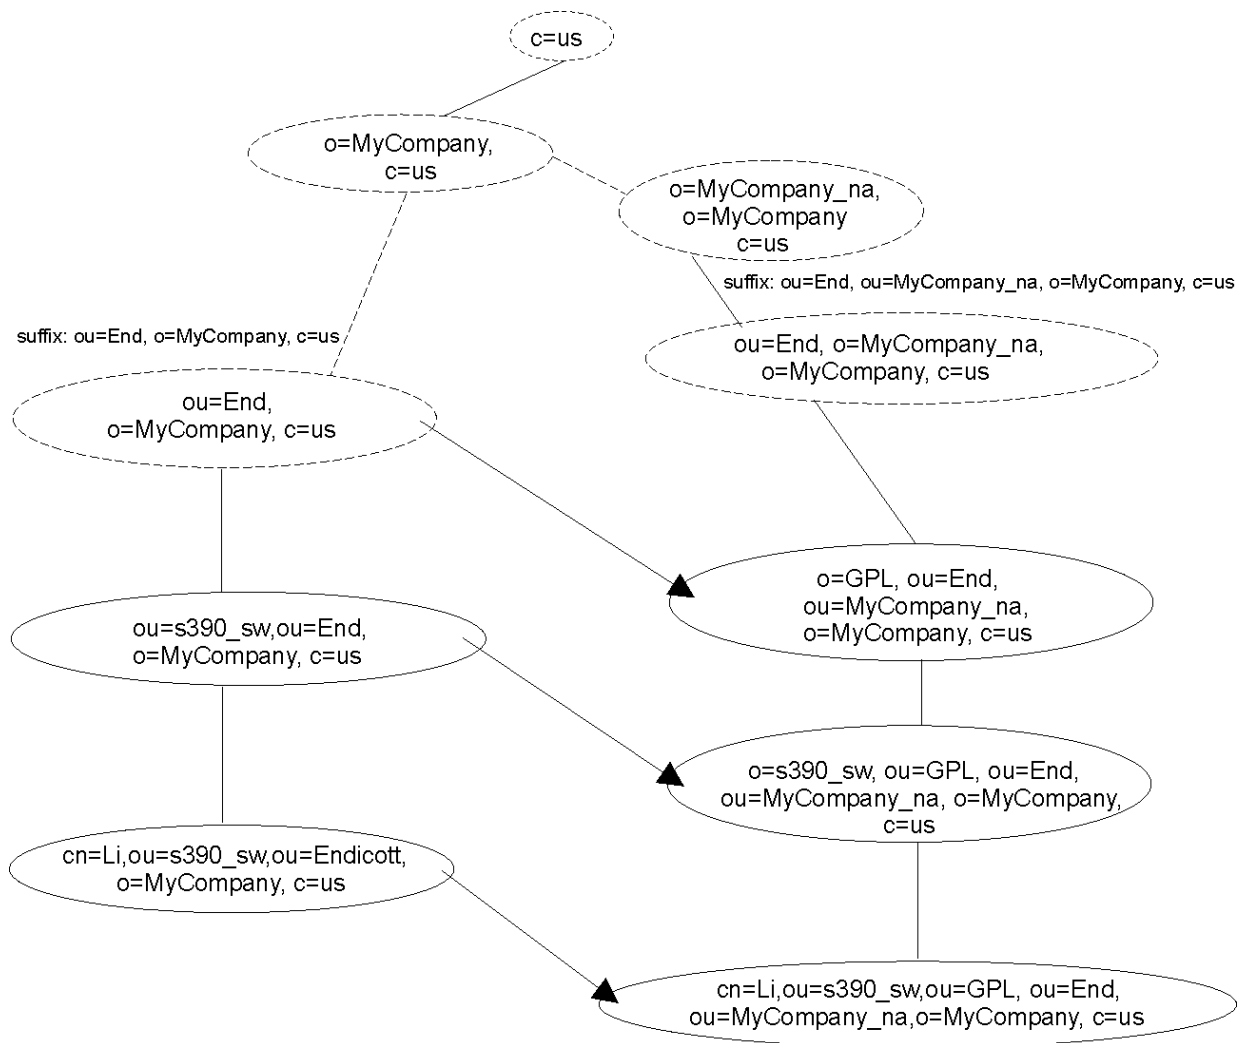 c=us
o=MyCompany,
c=us
o=MyCompany_na,
o=MyCompany
c=us
suffix: ou=End, ou=MyCompany_na, o=MyCompany, c=us
suffix: ou=End, o=MyCompany, c=us
ou=End, o=MyCompany_na,
o=MyCompany, c=us
ou=End,
o=MyCompany, c=us
o=GPL, ou=End,
ou=MyCompany_na,
o=MyCompany, c=us
ou=s390_sw,ou=End,
o=MyCompany, c=us
o=s390_sw, ou=GPL, ou=End,
ou=MyCompany_na, o=MyCompany,
c=us
cn=Li,ou=s390_sw,ou=Endicott,
o=MyCompany, c=us
cn=Li,ou=s390_sw,ou=GPL, ou=End,
ou=MyCompany_na,o=MyCompany, c=us